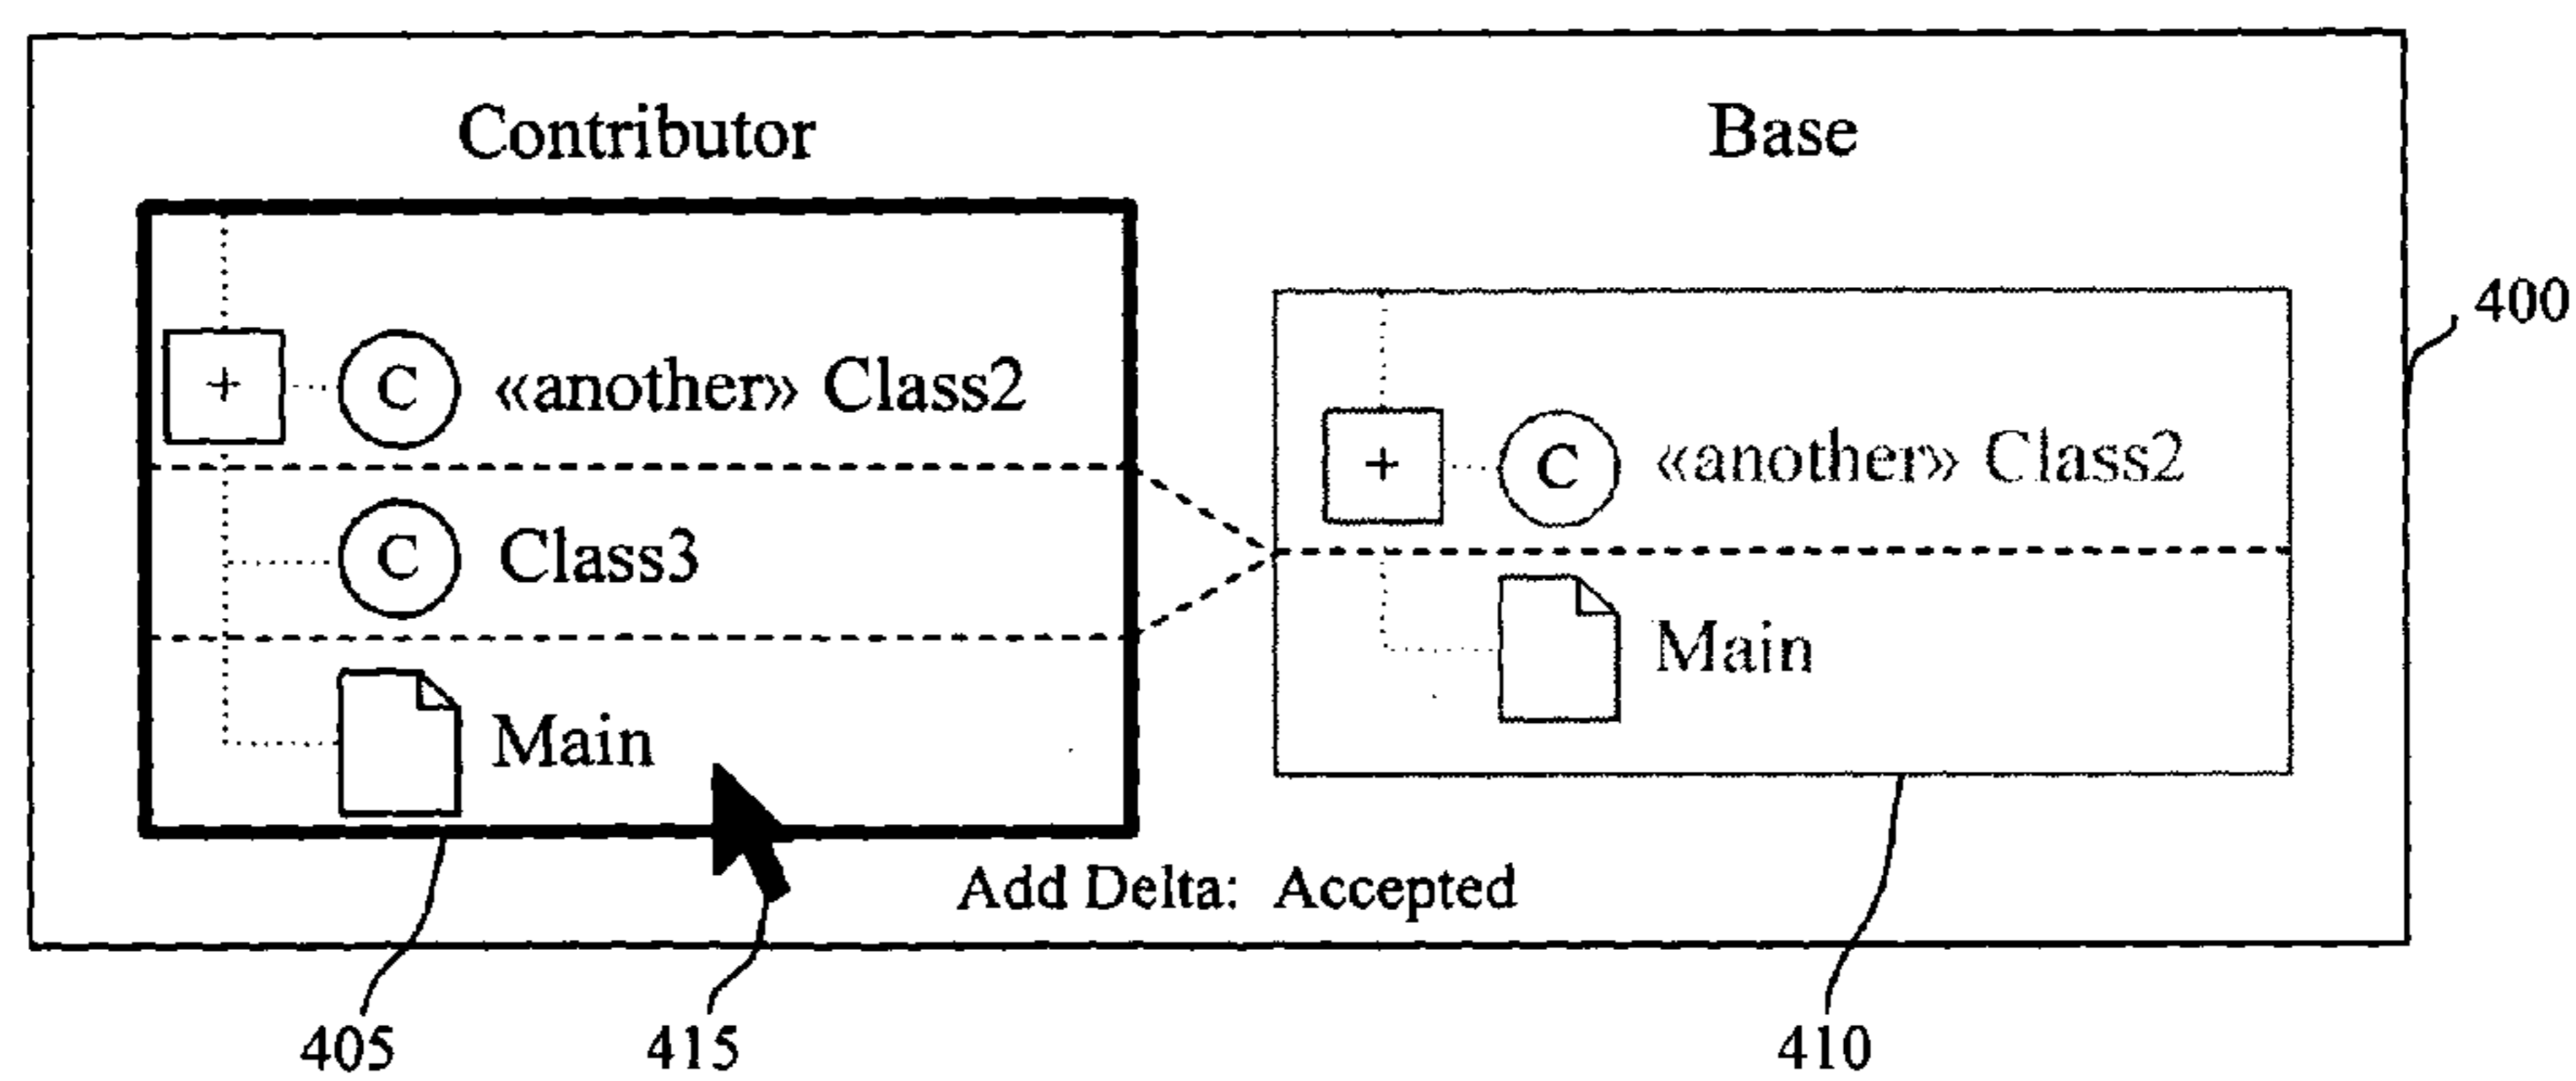 Contributor Base
400
+ C «another» Class2
+ C «another» Class2
C Class3
Main
Main
Add Delta: Accepted
405 415 410